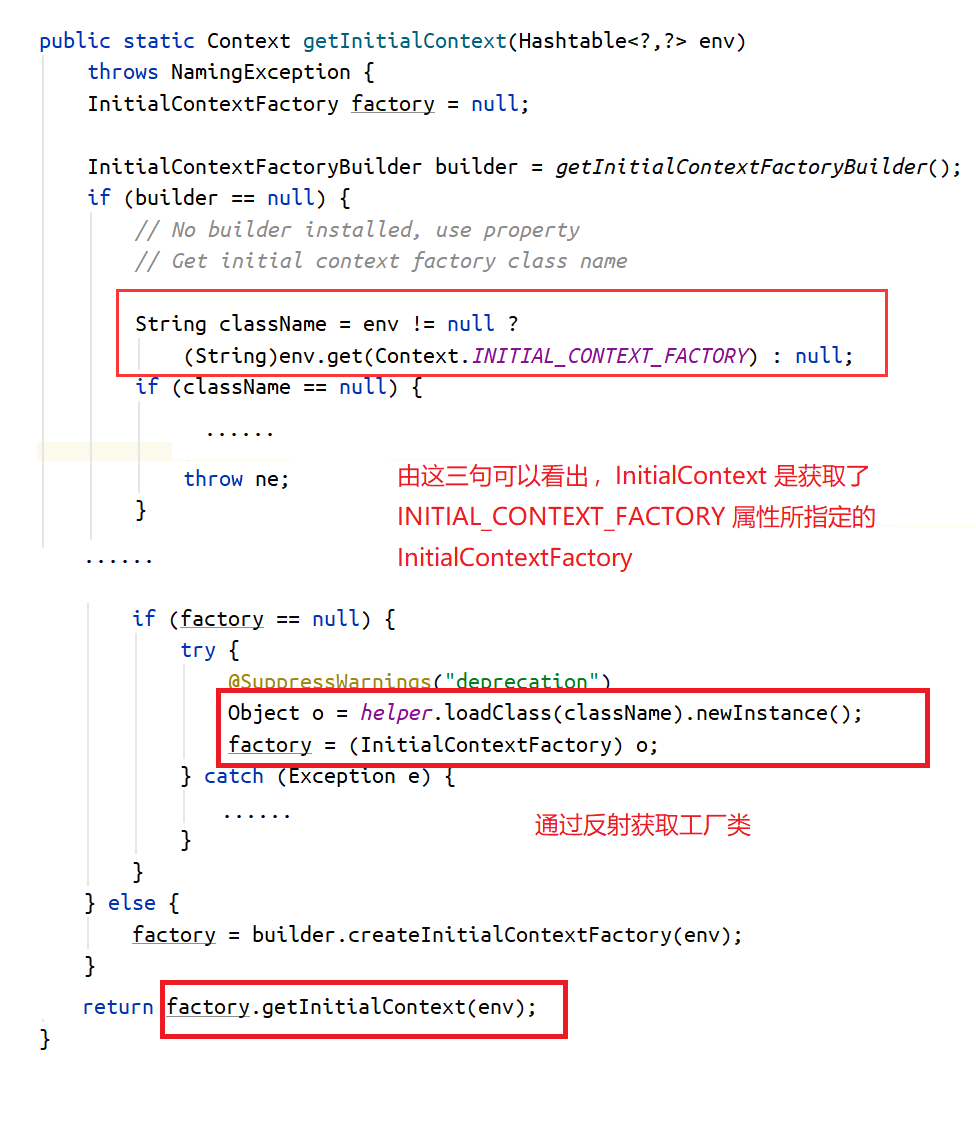 public static Context getInitialContext(Hashtable<?,?> env)
throws NamingException {
InitialContextFactory factory = null;
InitialContextFactoryBuilder builder = getInitialContextFactoryBuilder();
if (builder == null) {
// No builder installed, use property
// Get initial context factory class name
String className = env != null ?
(String)env.get(Context.INITIAL_CONTEXT_FACTORY) : null;
if (className == null) {
......
throw ne;
}
由这三句可以看出，InitialContext 是获取了
INITIAL_CONTEXT_FACTORY 属性所指定的
InitialContextFactory
......
if (factory == null) {
try {
@SuppressWarnings("deprecation")
Object o = helper.loadClass(className).newInstance();
factory = (InitialContextFactory) o;
} catch (Exception e) {
......
通过反射获取工厂类
}
}
} else {
factory = builder.createInitialContextFactory(env);
}
return factory.getInitialContext(env);
}